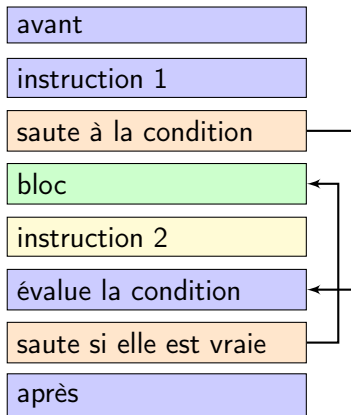 avant
instruction 1
saute à la condition
bloc
instruction 2
évalue la condition
saute si elle est vraie
après